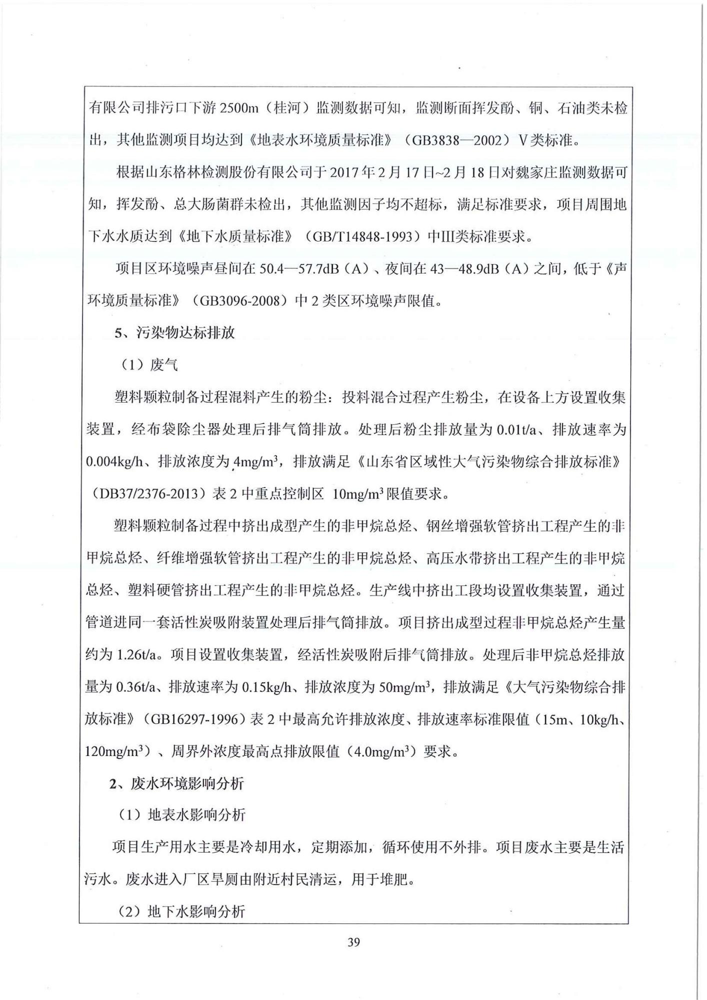 有限公司排污口下游 2500m（桂河）监测数据可知，监测断面挥发酚、铜、石油类未检
出，其他监测项目均达到《地表水环境质量标准》（GB3838—2002）Ⅴ类标准。
根据山东格林检测股份有限公司于 2017 年 2 月 17 日~2 月 18 日对魏家庄监测数据可
知，挥发酚、总大肠菌群未检出，其他监测因子均不超标，满足标准要求，项目周围地
下水水质达到《地下水质量标准》（GB/T14848-1993）中Ⅲ类标准要求。
项目区环境噪声昼间在 50.4—57.7dB（A）、夜间在 43—48.9dB（A）之间，低于《声
环境质量标准》（GB3096-2008）中 2 类区环境噪声限值。
5、污染物达标排放
（1）废气
塑料颗粒制备过程混料产生的粉尘：投料混合过程产生粉尘，在设备上方设置收集
装置，经布袋除尘器处理后排气筒排放。处理后粉尘排放量为 0.01t/a、排放速率为
0.004kg/h、排放浓度为 4mg/m³，排放满足《山东省区域性大气污染物综合排放标准》
（DB37/2376-2013）表 2 中重点控制区 10mg/m³ 限值要求。
塑料颗粒制备过程中挤出成型产生的非甲烷总烃、钢丝增强软管挤出工程产生的非
甲烷总烃、纤维增强软管挤出工程产生的非甲烷总烃、高压水带挤出工程产生的非甲烷
总烃、塑料硬管挤出工程产生的非甲烷总烃。生产线中挤出工段均设置收集装置，通过
管道进同一套活性炭吸附装置处理后排气筒排放。项目挤出成型过程非甲烷总烃产生量
约为 1.26t/a。项目设置收集装置，经活性炭吸附后排气筒排放。处理后非甲烷总烃排放
量为 0.36t/a、排放速率为 0.15kg/h、排放浓度为 50mg/m³，排放满足《大气污染物综合排
放标准》（GB16297-1996）表 2 中最高允许排放浓度、排放速率标准限值（15m、10kg/h、
120mg/m³）、周界外浓度最高点排放限值（4.0mg/m³）要求。
2、废水环境影响分析
（1）地表水影响分析
项目生产用水主要是冷却用水，定期添加，循环使用不外排。项目废水主要是生活
污水。废水进入厂区旱厕由附近村民清运，用于堆肥。
（2）地下水影响分析
39